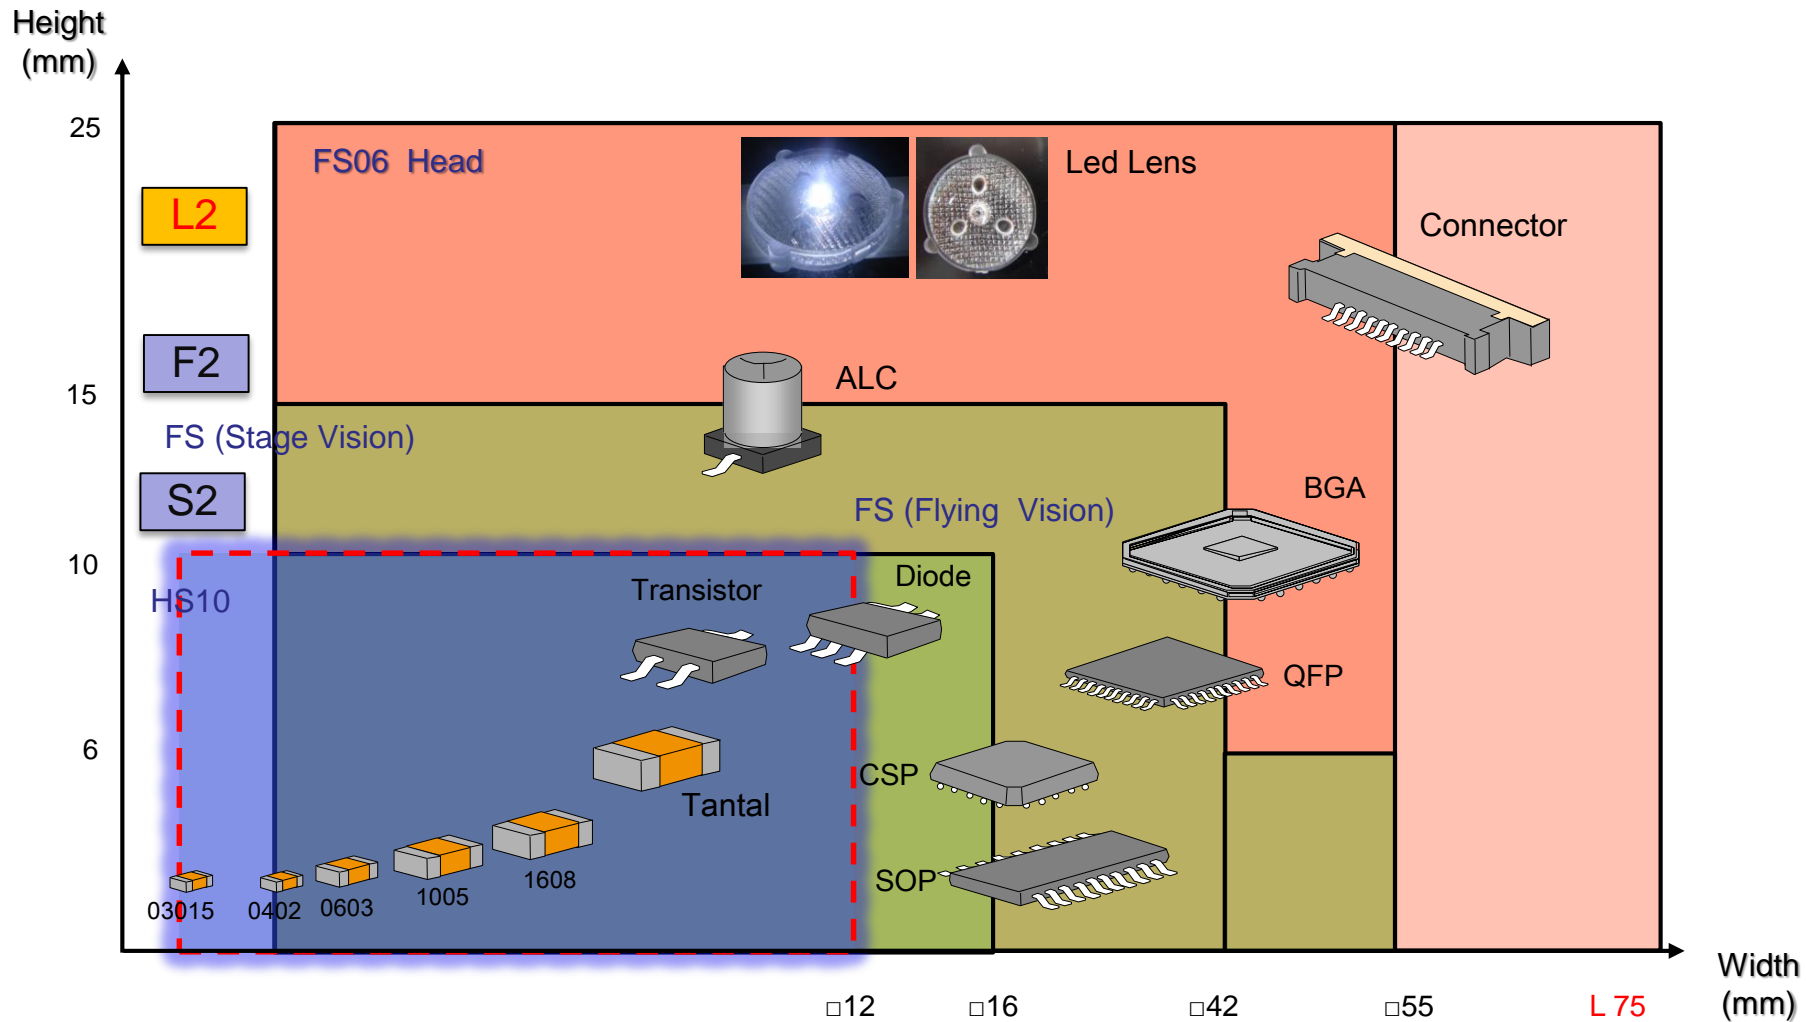 Height
(mm)
25
FS06  Head
Led Lens
L2
Connector
F2
ALC
15
FS (Stage Vision)
S2
BGA
FS (Flying  Vision)
10
Diode
Transistor
HS10
QFP
6
CSP
Tantal
SOP
1608
1005
0603
0402
03015
Width
(mm)
□12
□16
□42
□55
L 75